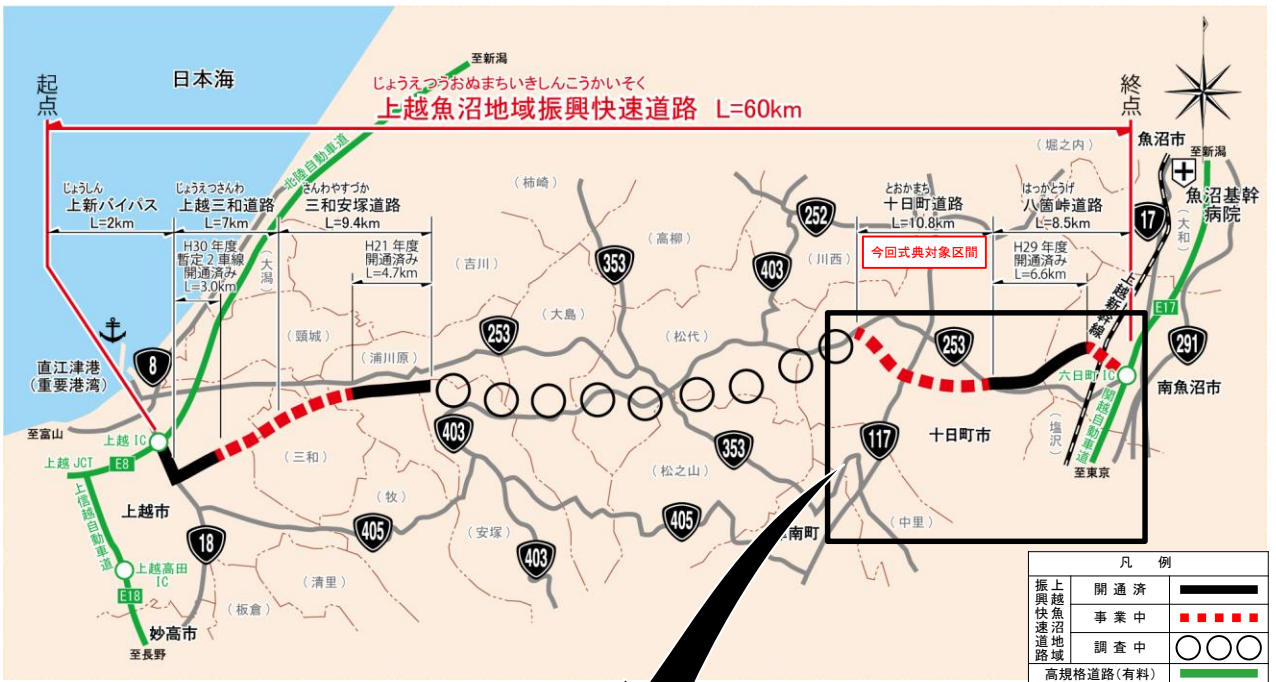 至新潟
日本海
起点
じょうえつうおぬまちいきしんこうかいそく
上越魚沼地域振興快速道路 L=60km
終点
(堀之内)
魚沼市
至新潟
北陸自動車道
じょうしん
上新バイパス
L=2km
じょうえつさんわ
上越三和道路
L=7km
さんわやすづか
三和安塚道路
L=9.4km
(柿崎)
とおかまち
十日町道路
L=10.8km
はっかとうげ
八箇峠道路
L=8.5km
17
(大和)
魚沼基幹
病院
252
(高柳)
今回式典対象区間
H30年度
暫定2車線
開通済み
L=3.0km
(大潟)
H21年度
開通済み
L=4.7km
(吉川)
353
403
(川西)
H29年度
開通済み
L=6.6km
上越新幹線
E17
(頸城)
(大島)
253
(松代)
253
291
8
直江津港
(重要港湾)
(浦川原)
六日町IC
南魚沼市
至富山
上越IC
403
117
十日町市
(塩沢)
関越自動車道
上越JCT
E8
(三和)
353
(松之山)
至東京
上信越自動車道
上越市
(牧)
18
405
(安塚)
405
南町
(中里)
上越高田
IC
403
(清里)
E18
(板倉)
妙高市
至長野
凡例
上越魚沼地域
振興快速道路
開通済
事業中
調査中
高規格道路(有料)